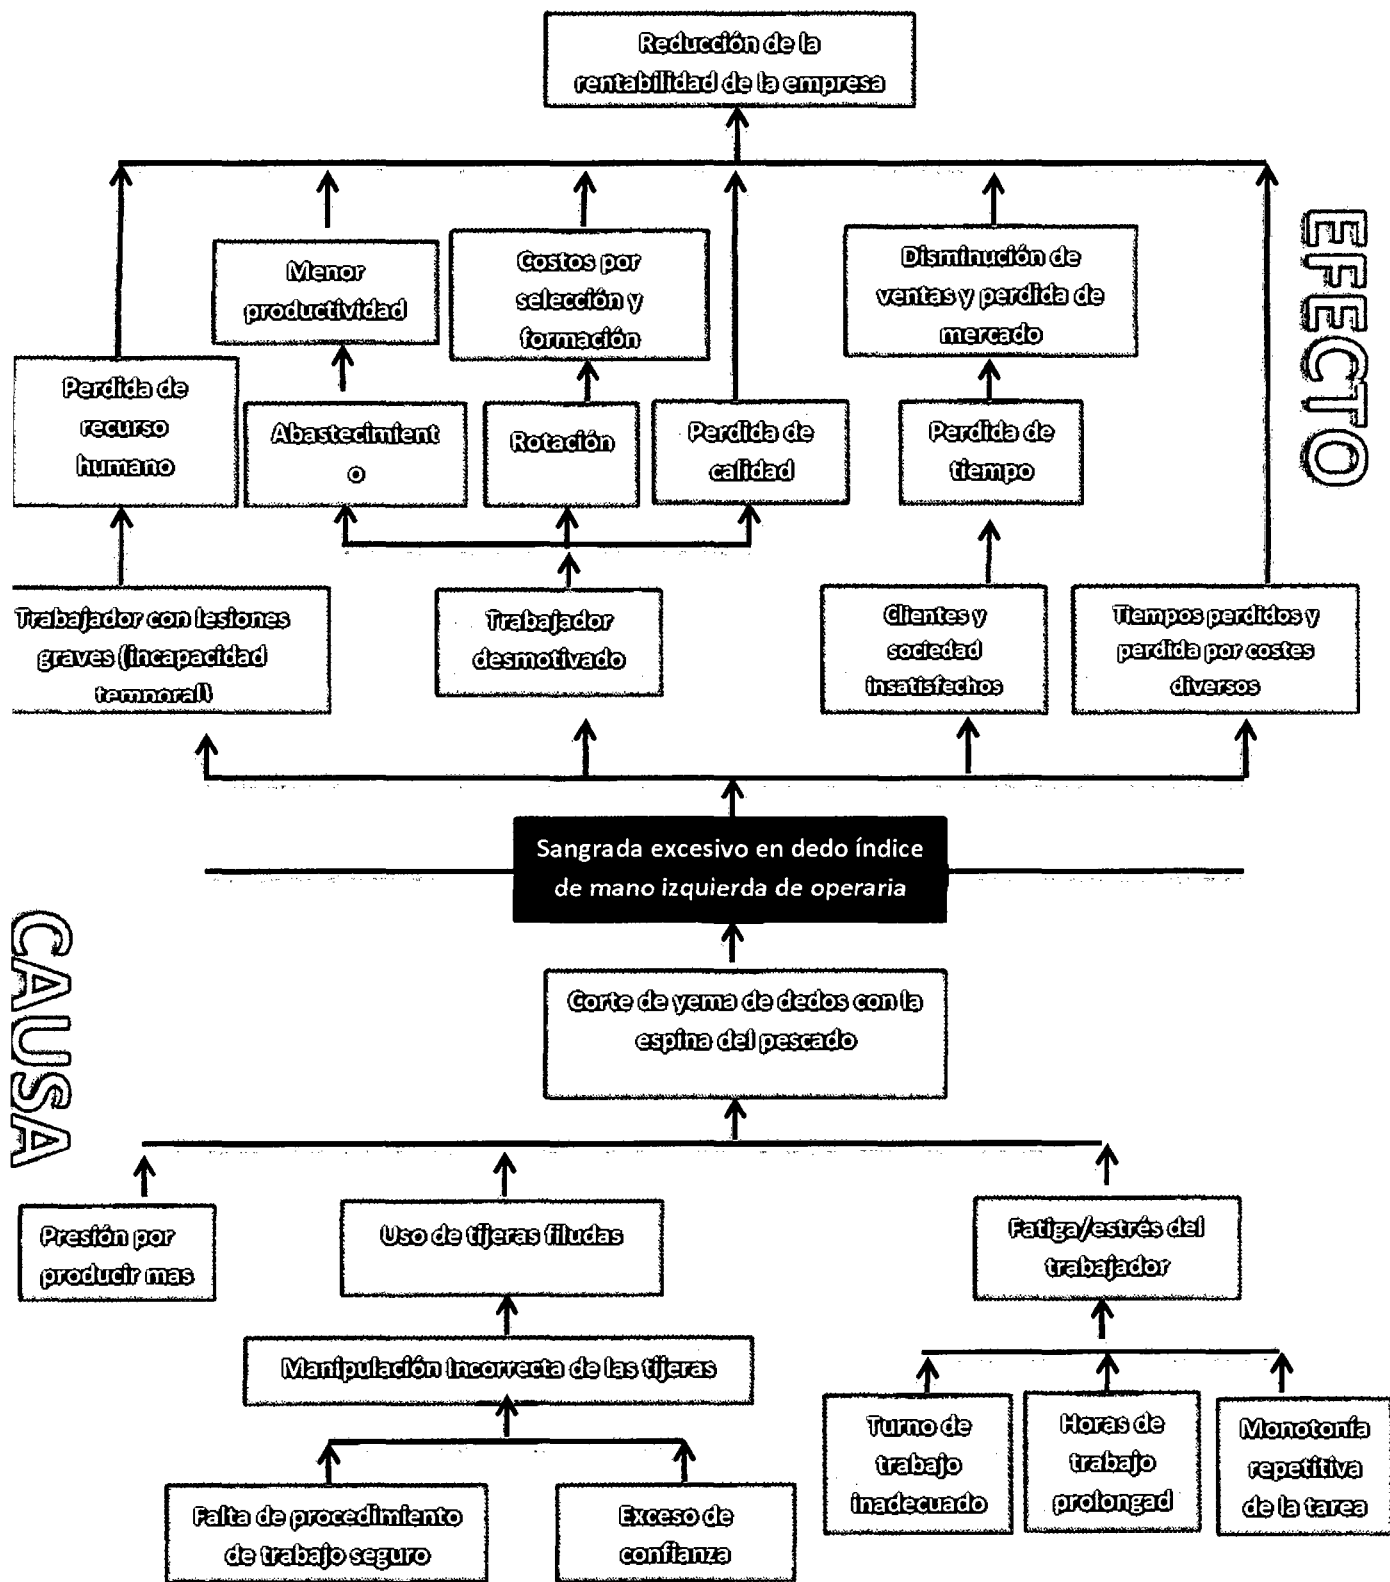 Reducción de la
rentabilidad de la empresa
EFECTO
Menor
productividad
Costos por
selección y
formación
Disminución de
ventas y perdida de
mercado
Perdida de
recurso
humano
Abastecimient
o
Rotación
Perdida de
calidad
Perdida de
tiempo
Trabajador con lesiones
graves (incapacidad
temporal)
Trabajador
desmotivado
Clientes y
sociedad
insatisfechos
Tiempos perdidos y
perdida por costes
diversos
Sangrada excesivo en dedo índice
de mano izquierda de operaria
CAUSA
Corte de yema de dedos con la
espina del pescado
Presión por
producir mas
Uso de tijeras filudas
Fatiga/estrés del
trabajador
Manipulación Incorrecta de las tijeras
Turno de
trabajo
inadecuado
Horas de
trabajo
prolongad
Monotonía
repetitiva
de la tarea
Falta de procedimiento
de trabajo seguro
Exceso de
confianza